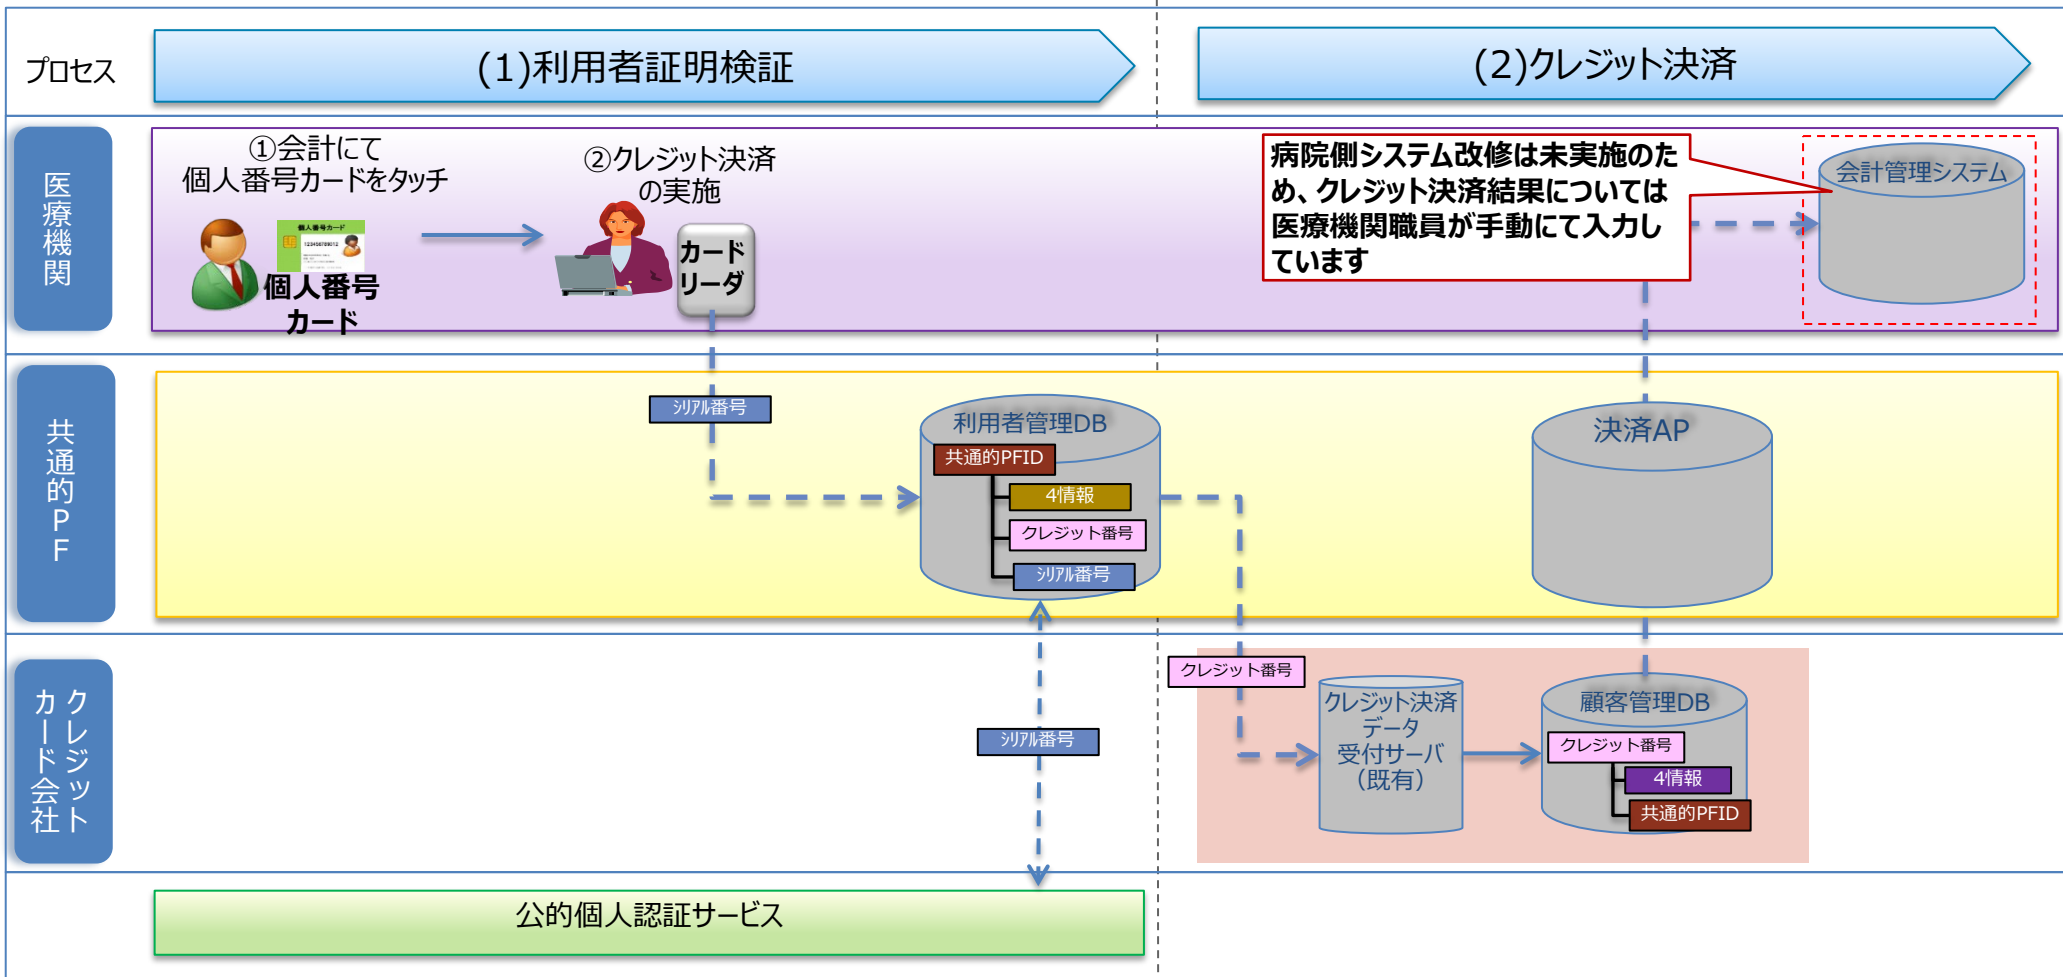 プロセス
(1)利用者証明検証
(2)クレジット決済
医療機関
①会計にて
個人番号カードをタッチ
個人番号カード
123456789012
個人番号
カード
②クレジット決済
の実施
カード
リーダ
病院側システム改修は未実施のた
め、クレジット決済結果については
医療機関職員が手動にて入力し
ています
会計管理システム
共通的PF
シリアル番号
利用者管理DB
共通的PFID
4情報
クレジット番号
シリアル番号
決済AP
クレジット
カード会社
シリアル番号
クレジット番号
クレジット決済
データ
受付サーバ
(既有)
顧客管理DB
クレジット番号
4情報
共通的PFID
公的個人認証サービス